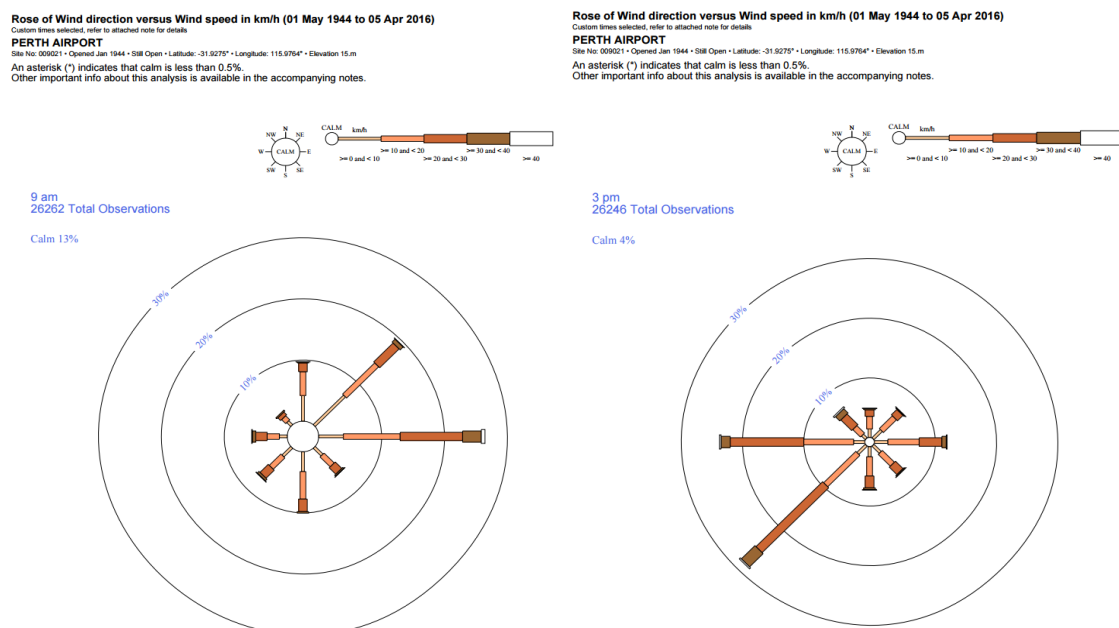 Rose of Wind direction versus Wind speed in km/h (01 May 1944 to 05 Apr 2016)
Custom times selected, refer to attached note for details
PERTH AIRPORT
Site No: 009021 • Opened Jan 1944 • Still Open • Latitude: -31.9275° • Longitude: 115.9764° • Elevation 15.m
An asterisk (*) indicates that calm is less than 0.5%.
Other important info about this analysis is available in the accompanying notes.
N
NW NE
W CALM E
SW SE
S
CALM km/h
>= 10 and < 20 >= 30 and < 40
>= 0 and < 10 >= 20 and < 30 >= 40
9 am
26262 Total Observations
Calm 13%
30%
20%
10%
Rose of Wind direction versus Wind speed in km/h (01 May 1944 to 05 Apr 2016)
Custom times selected, refer to attached note for details
PERTH AIRPORT
Site No: 009021 • Opened Jan 1944 • Still Open • Latitude: -31.9275° • Longitude: 115.9764° • Elevation 15.m
An asterisk (*) indicates that calm is less than 0.5%.
Other important info about this analysis is available in the accompanying notes.
N
NW NE
W CALM E
SW SE
S
CALM km/h
>= 10 and < 20 >= 30 and < 40
>= 0 and < 10 >= 20 and < 30 >= 40
3 pm
26246 Total Observations
Calm 4%
30%
20%
10%